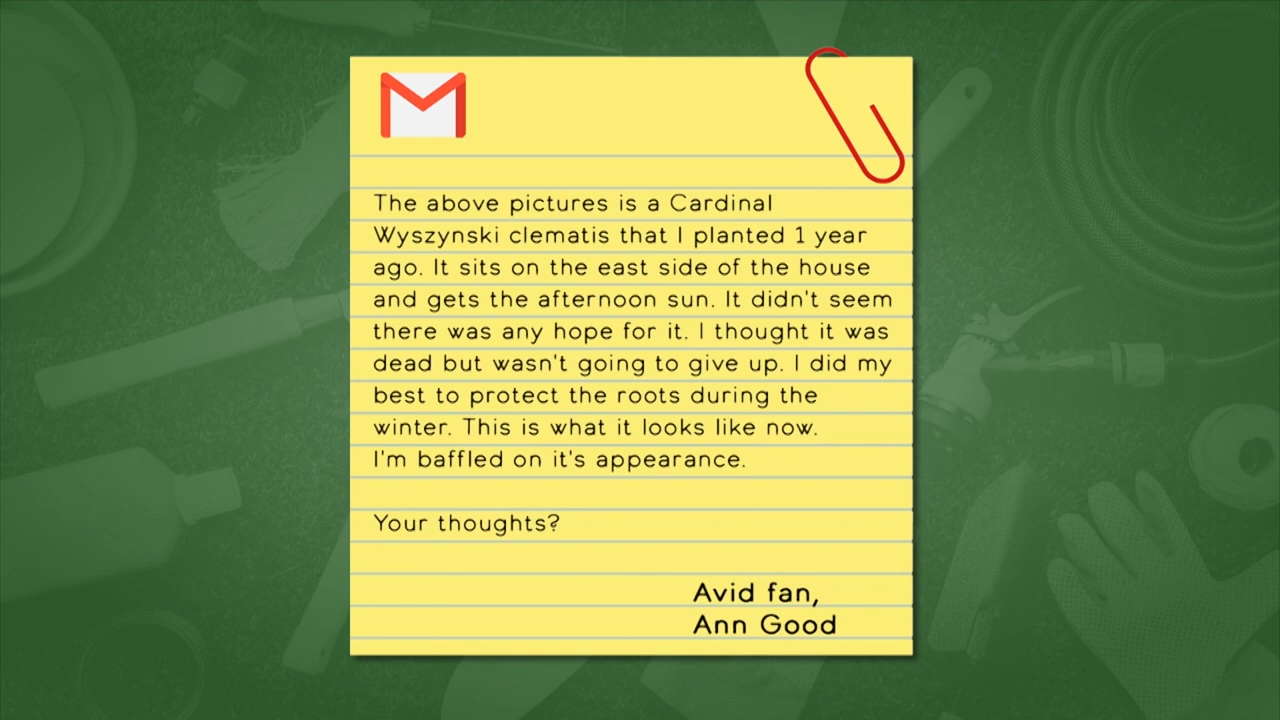 The above pictures is a Cardinal
Wyszynski clematis that I planted 1 year
ago. It sits on the east side of the house
and gets the afternoon sun. It didn't seem
there was any hope for it. I thought it was
dead but wasn't going to give up. I did my
best to protect the roots during the
winter. This is what it looks like now.
I'm baffled on it's appearance.
Your thoughts?
Avid fan,
Ann Good